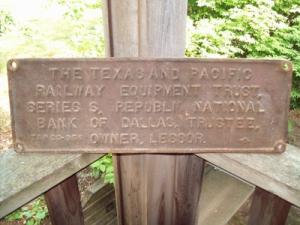 THE TEXAS AND PACIFIC
RAILWAY EQUIPMENT TRUST,
SERIES S, REPUBLIC NATIONAL
BANK OF DALLAS, TRUSTEE,
OWNER, LESSOR.